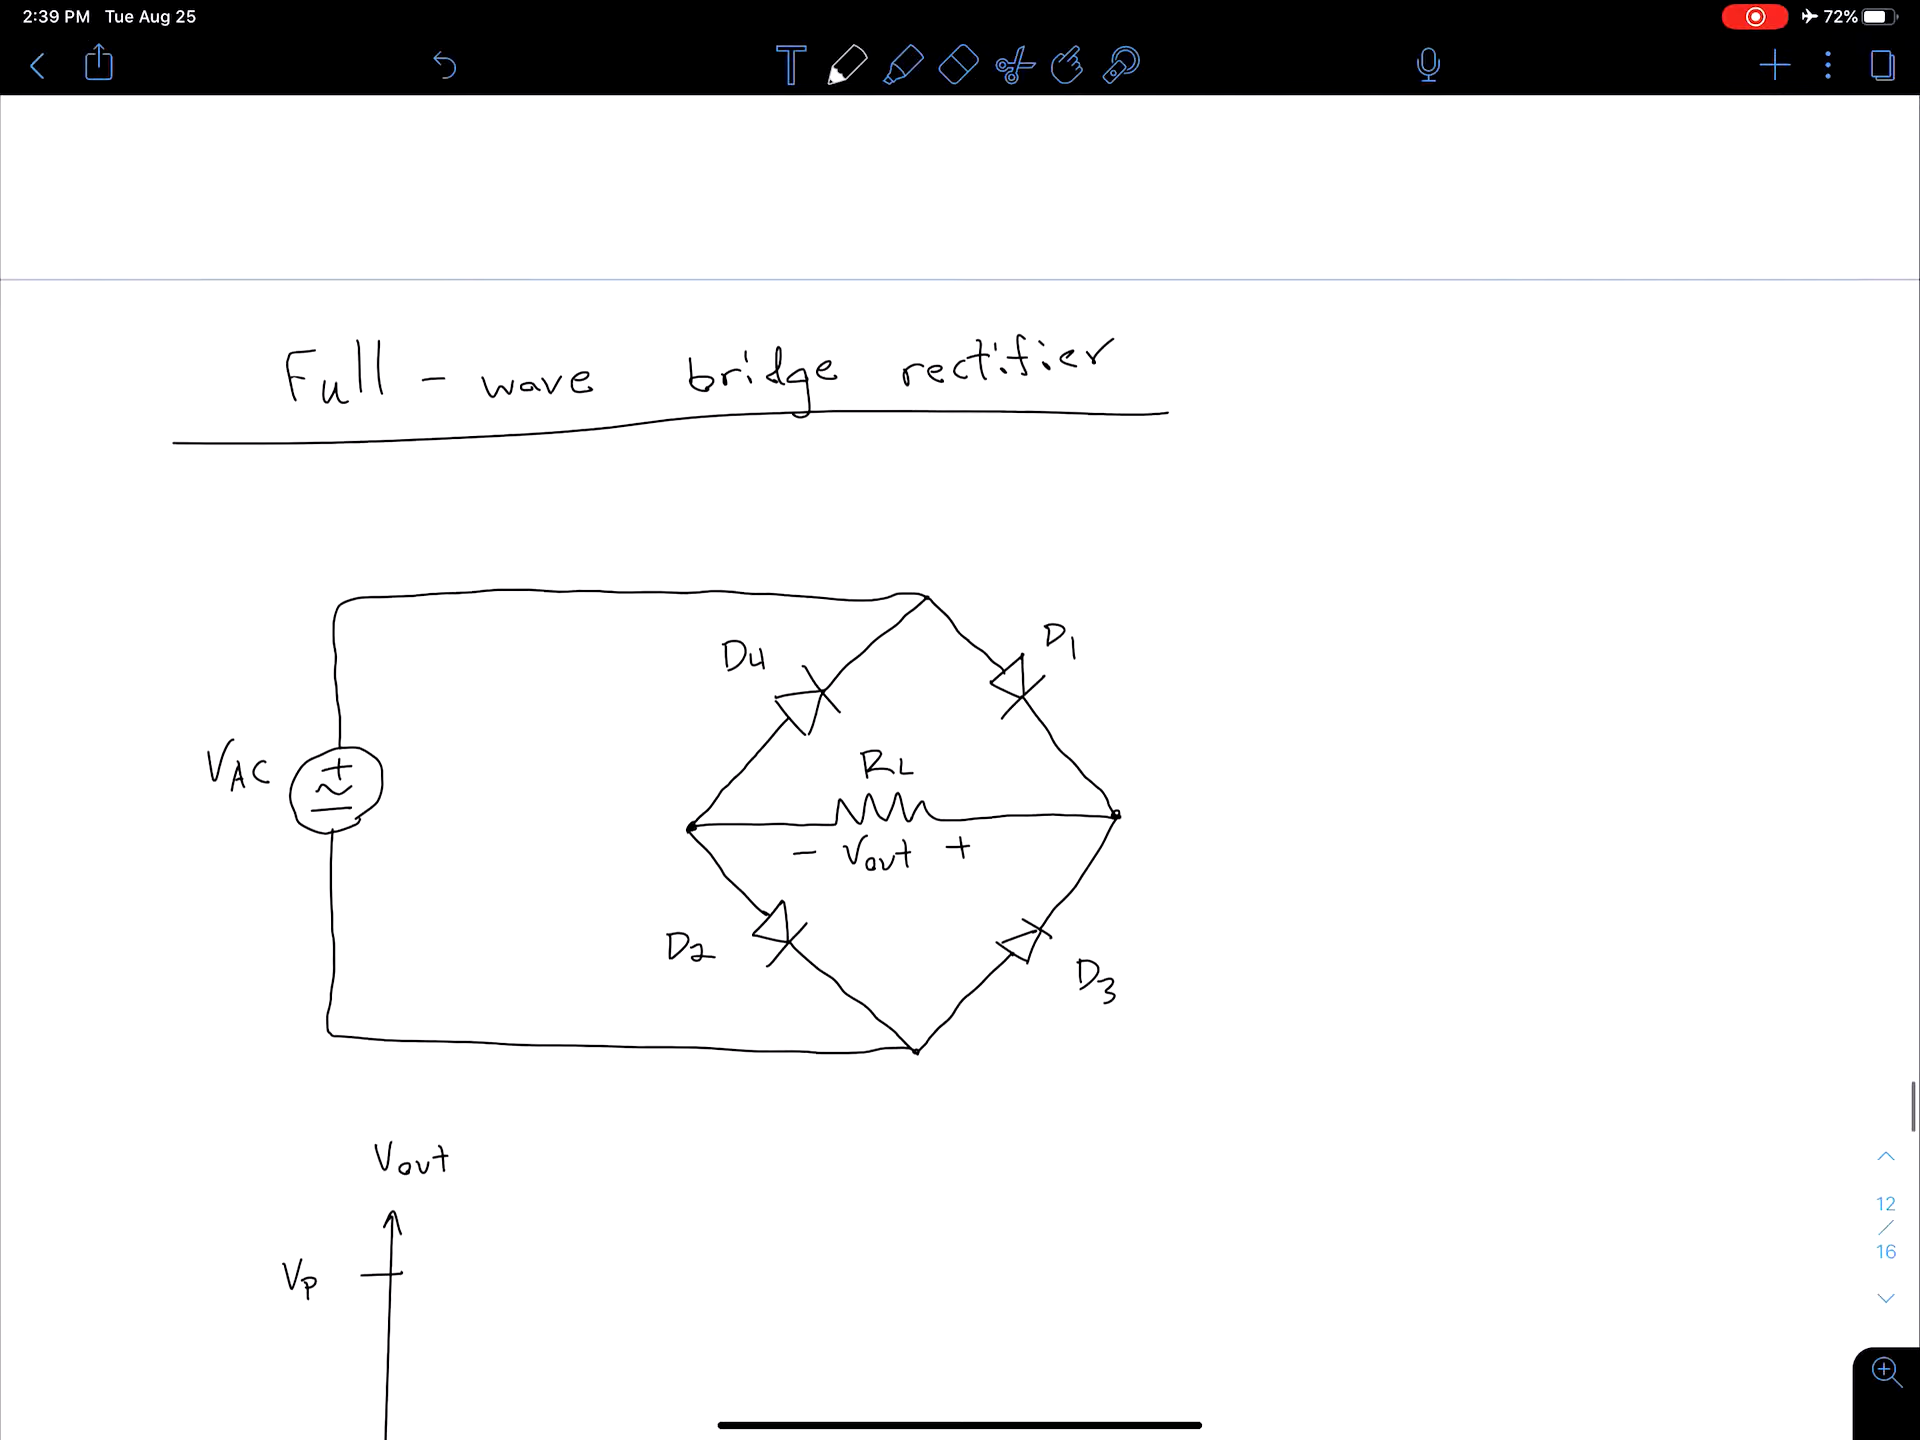 2:39 PM Tue Aug 25
72%
T
Full - wave bridge rectifier
D1
D4
VAC
+
RL
- Vout +
D2
D3
Vout
12
/
16
Vp